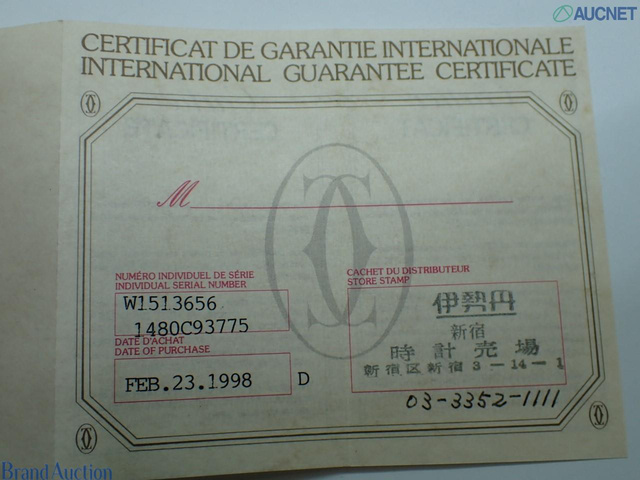 AUCNET
CERTIFICAT DE GARANTIE INTERNATIONALE
INTERNATIONAL GUARANTEE CERTIFICATE
M
NUMÉRO INDIVIDUEL DE SÉRIE
INDIVIDUAL SERIAL NUMBER
W1513656
1480C93775
DATE D'ACHAT
DATE OF PURCHASE
FEB.23.1998 D
CACHET DU DISTRIBUTEUR
STORE STAMP
伊勢丹
新宿
時計売場
新宿区新宿3-14-1
03-3352-1111
Brand Auction